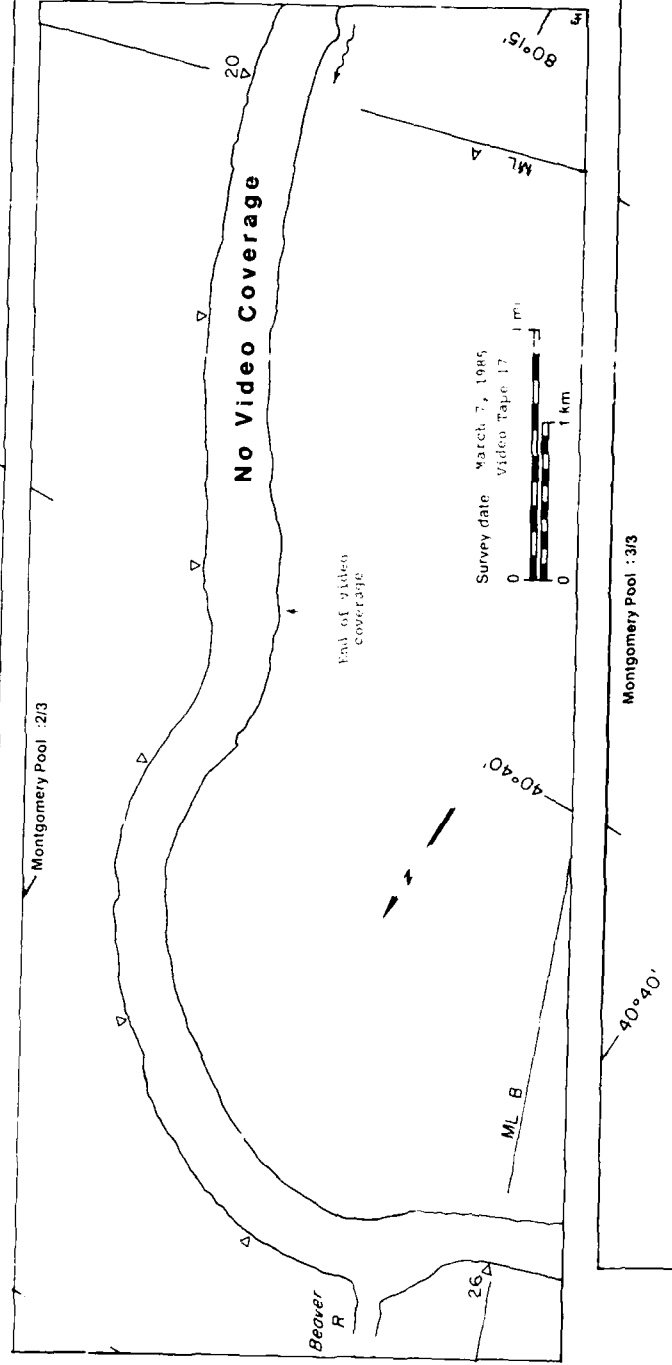 Montgomery Pool :2/3
20
No Video Coverage
80°15'
ML A
End of video
coverage
Survey date March 7, 1985
Video Tape 17
0 1 mi
0 1 km
40°40'
N
ML B
Beaver
R
26
Montgomery Pool :3/3
40°40'